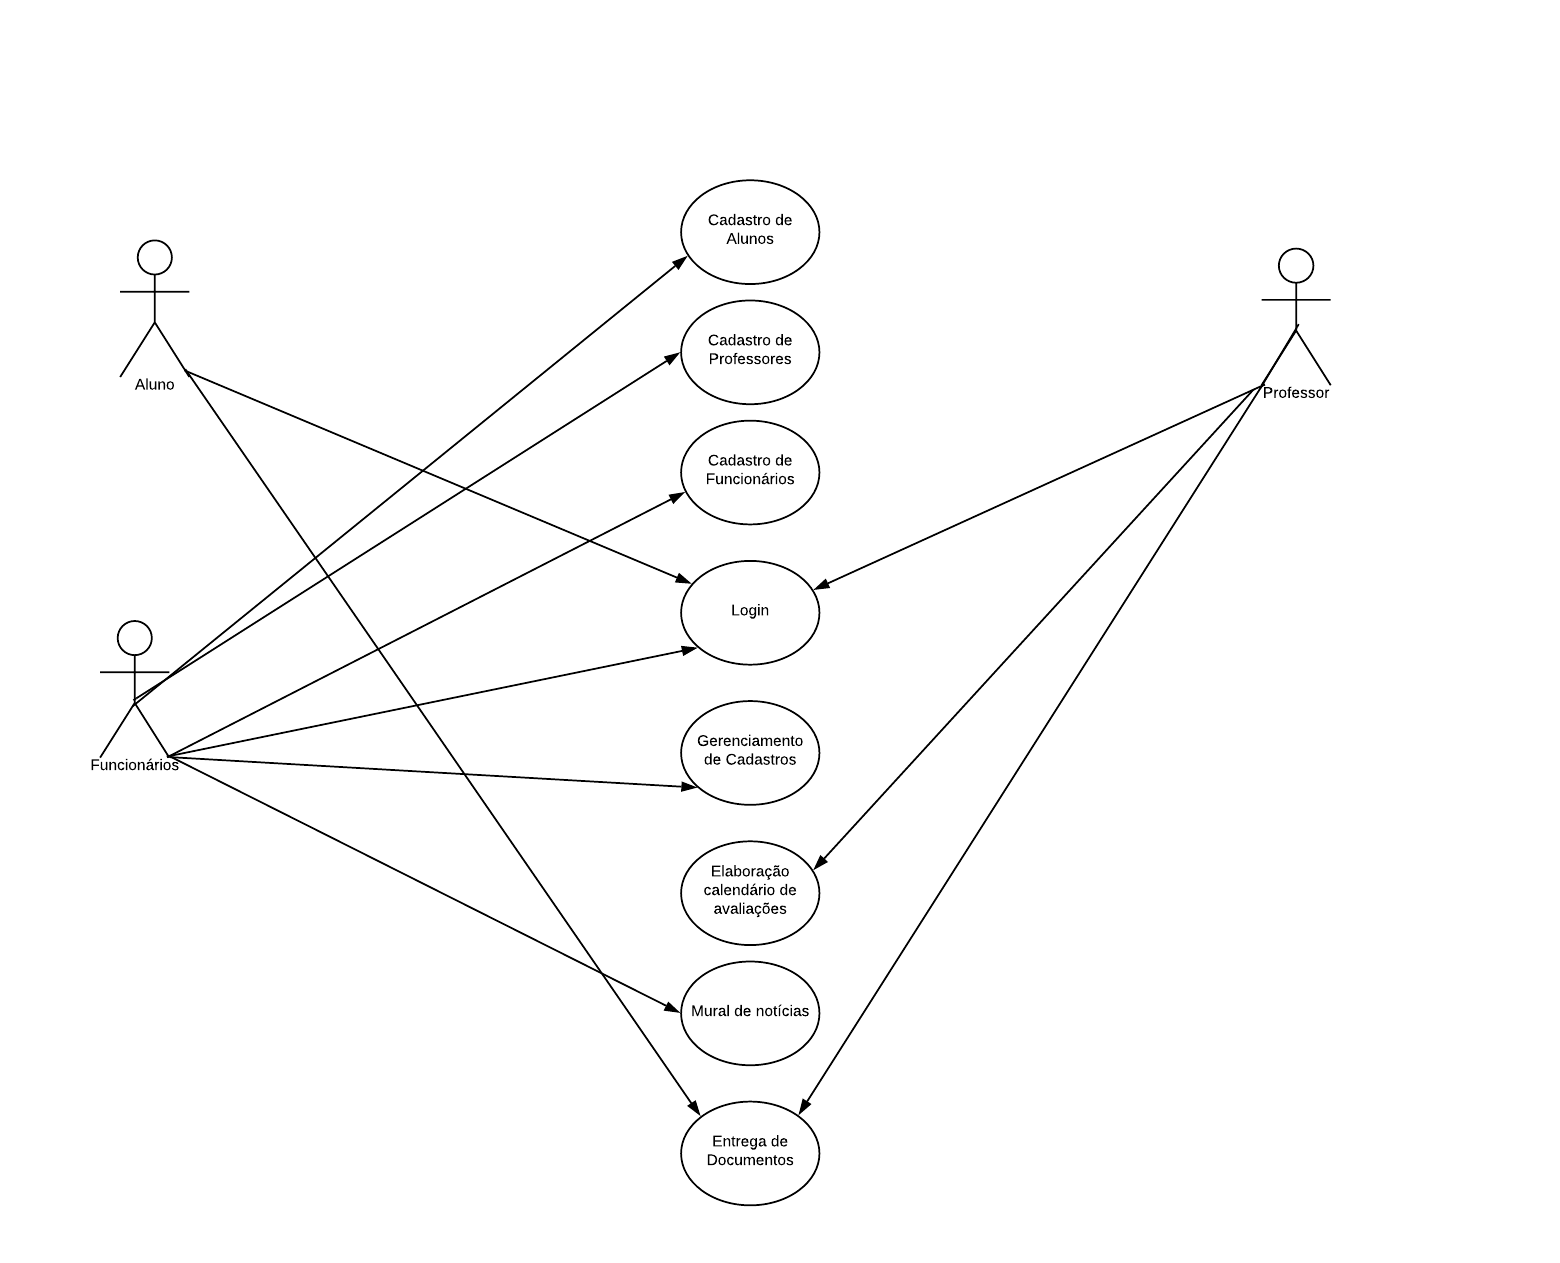 Cadastro de
Alunos
Cadastro de
Professores
Aluno
Professor
Cadastro de
Funcionários
Login
Funcionários
Gerenciamento
de Cadastros
Elaboração
calendário de
avaliações
Mural de notícias
Entrega de
Documentos